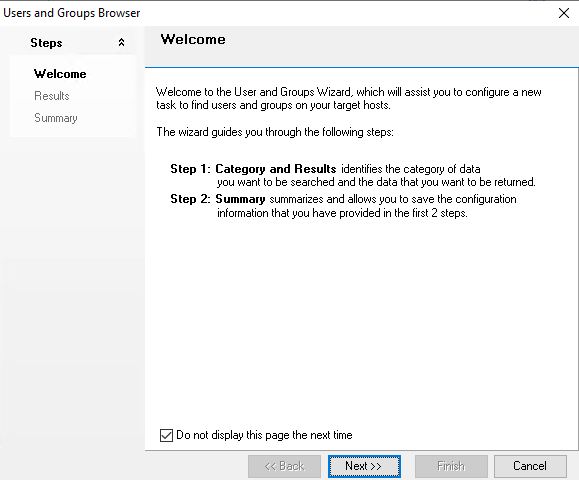 Users and Groups Browser
Steps
Welcome
Results
Summary
Welcome
Welcome to the User and Groups Wizard, which will assist you to configure a new
task to find users and groups on your target hosts.
The wizard guides you through the following steps:
Step 1: Category and Results identifies the category of data
you want to be searched and the data that you want to be returned.
Step 2: Summary summarizes and allows you to save the configuration
information that you have provided in the first 2 steps.
Do not display this page the next time
<< Back Next >> Finish Cancel